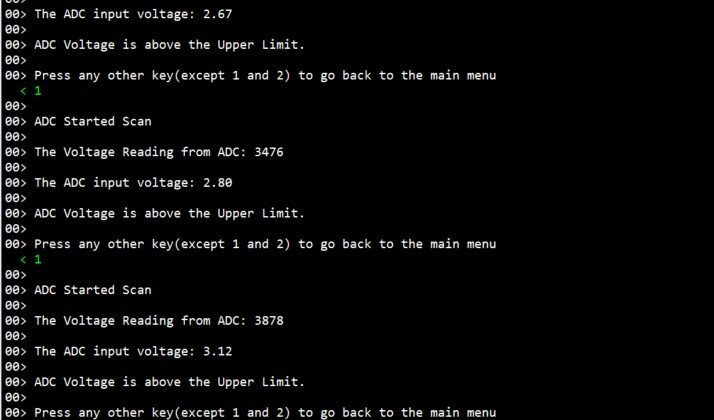 00>
00> The ADC input voltage: 2.67
00>
00> ADC Voltage is above the Upper Limit.
00>
00> Press any other key(except 1 and 2) to go back to the main menu
< 1
00>
00> ADC Started Scan
00>
00> The Voltage Reading from ADC: 3476
00>
00> The ADC input voltage: 2.80
00>
00> ADC Voltage is above the Upper Limit.
00>
00> Press any other key(except 1 and 2) to go back to the main menu
< 1
00>
00> ADC Started Scan
00>
00> The Voltage Reading from ADC: 3878
00>
00> The ADC input voltage: 3.12
00>
00> ADC Voltage is above the Upper Limit.
00>
00> Press any other key(except 1 and 2) to go back to the main menu